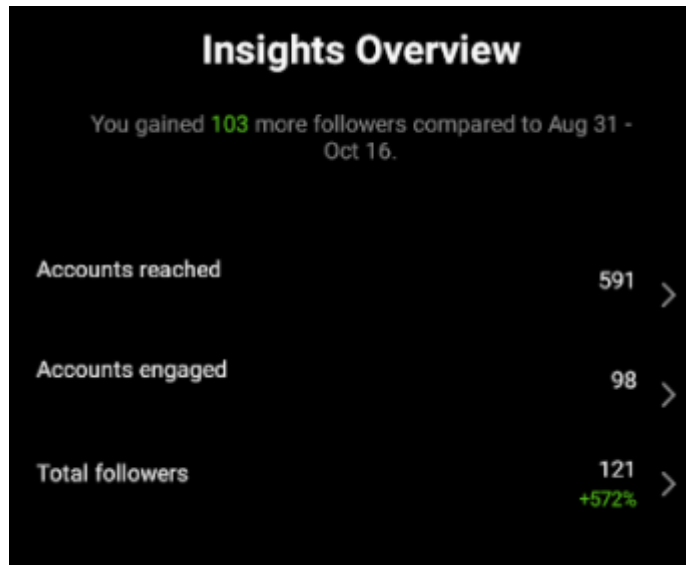 Insights Overview
You gained 103 more followers compared to Aug 31 -
Oct 16.
Accounts reached
591
Accounts engaged
98
Total followers
121
+572%